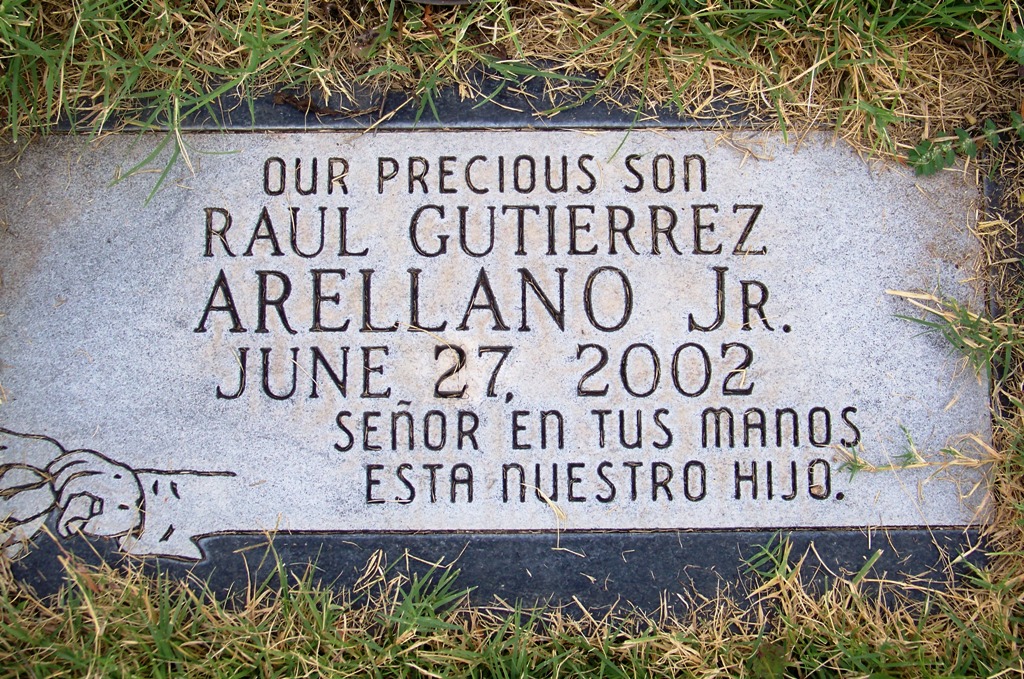 OUR PRECIOUS SON
RAUL GUTIERREZ
ARELLANO JR.
JUNE 27, 2002
SEÑOR EN TUS MANOS
ESTA NUESTRO HIJO.